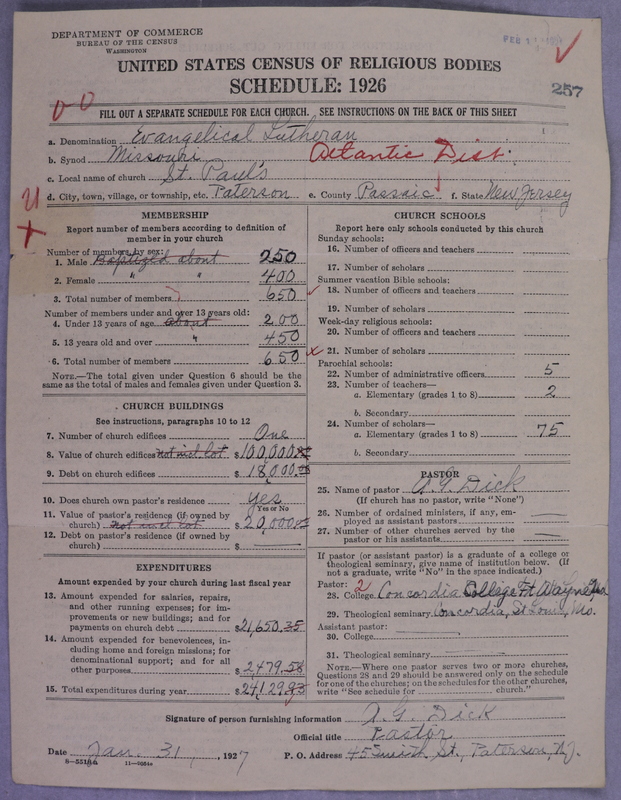 DEPARTMENT OF COMMERCE
BUREAU OF THE CENSUS
WASHINGTON
FEB 1
UNITED STATES CENSUS OF RELIGIOUS BODIES
SCHEDULE: 1926
257
FILL OUT A SEPARATE SCHEDULE FOR EACH CHURCH. SEE INSTRUCTIONS ON THE BACK OF THIS SHEET
a. Denomination Evangelical Lutheran
b. Synod Missouri Atlantic Dist.
c. Local name of church St. Paul's
d. City, town, village, or township, etc. Paterson e. County Passaic f. State New Jersey
MEMBERSHIP
Report number of members according to definition of
member in your church
Number of members by sex:
1. Male Baptized about 250
2. Female " " 400
3. Total number of members 650
Number of members under and over 13 years old:
4. Under 13 years of age about 200
5. 13 years old and over " 450
6. Total number of members 650
NOTE.—The total given under Question 6 should be the
same as the total of males and females given under Question 3.
CHURCH BUILDINGS
See instructions, paragraphs 10 to 12
7. Number of church edifices One
8. Value of church edifices not incl. lot $100,000.
9. Debt on church edifices $ 18,000.
10. Does church own pastor's residence yes
Yes or No
11. Value of pastor's residence (if owned by
church) not incl. lot $ 20,000
12. Debt on pastor's residence (if owned by
church) $
EXPENDITURES
Amount expended by your church during last fiscal year
13. Amount expended for salaries, repairs,
and other running expenses; for im-
provements or new buildings; and for
payments on church debt $21,650.35
14. Amount expended for benevolences, in-
cluding home and foreign missions; for
denominational support; and for all
other purposes $2479.58
15. Total expenditures during year $24,129.93
CHURCH SCHOOLS
Report here only schools conducted by this church
Sunday schools:
16. Number of officers and teachers
17. Number of scholars
Summer vacation Bible schools:
18. Number of officers and teachers
19. Number of scholars
Week-day religious schools:
20. Number of officers and teachers
21. Number of scholars
Parochial schools:
22. Number of administrative officers 5
23. Number of teachers—
a. Elementary (grades 1 to 8) 2
b. Secondary
24. Number of scholars—
a. Elementary (grades 1 to 8) 75
b. Secondary
PASTOR
25. Name of pastor A. G. Dick
(If church has no pastor, write "None")
26. Number of ordained ministers, if any, em-
ployed as assistant pastors
27. Number of other churches served by the
pastor or his assistants
If pastor (or assistant pastor) is a graduate of a college or
theological seminary, give name of institution below. (If
not a graduate, write "No" in the space indicated.)
Pastor: 2
28. College Concordia College Ft. Wayne Ind.
29. Theological seminary Concordia, St. Louis, Mo.
Assistant pastor:
30. College
31. Theological seminary
NOTE.—Where one pastor serves two or more churches,
Questions 28 and 29 should be answered only on the schedule
for one of the churches; on the schedules for the other churches,
write "See schedule for church."
Signature of person furnishing information A. G. Dick
Official title Pastor
Date Jan. 31, 1927 P. O. Address 45 Smith St., Paterson, N.J.
8—5518a 11—9864a